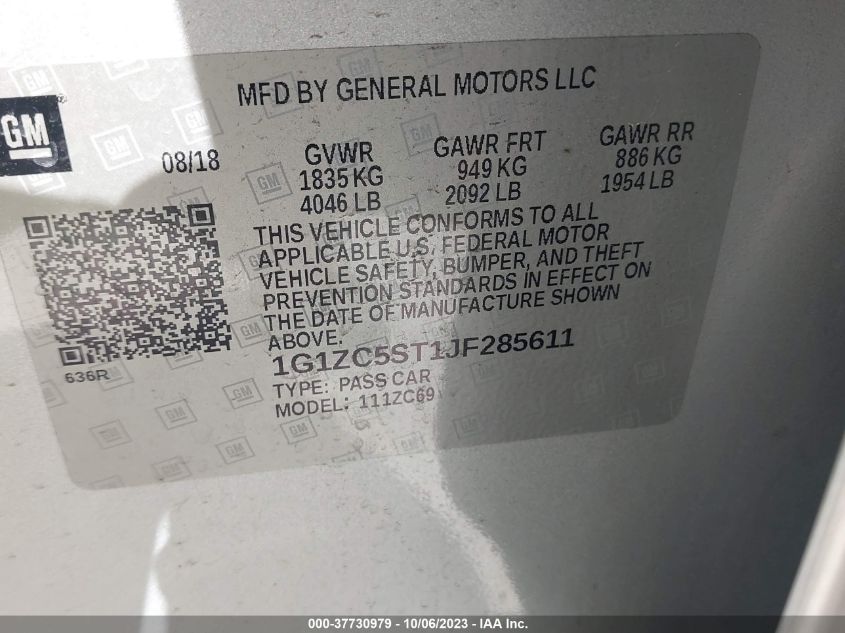 MFD BY GENERAL MOTORS LLC
GM
08/18
GVWR GAWR FRT GAWR RR
1835 KG 949 KG 886 KG
4046 LB 2092 LB 1954 LB
THIS VEHICLE CONFORMS TO ALL
APPLICABLE U.S. FEDERAL MOTOR
VEHICLE SAFETY, BUMPER, AND THEFT
PREVENTION STANDARDS IN EFFECT ON
THE DATE OF MANUFACTURE SHOWN
ABOVE.
1G1ZC5ST1JF285611
636R
TYPE: PASS CAR
MODEL: 111ZC69
000-37730979 - 10/06/2023 - IAA Inc.